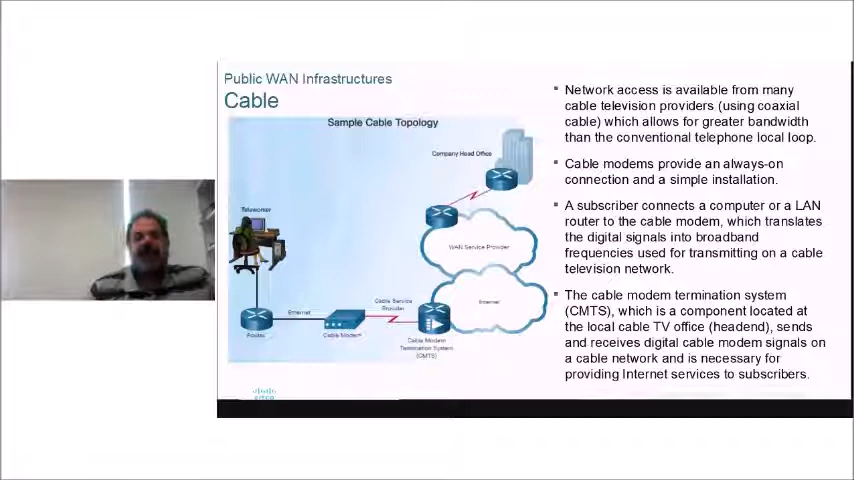 Public WAN Infrastructures
Cable
Sample Cable Topology
Company Head Office
Teleworker
WAN Service Provider
Internet
Cable Service
Provider
Ethernet
Router
Cable Modem
Cable Modem
Termination System
(CMTS)
Network access is available from many
cable television providers (using coaxial
cable) which allows for greater bandwidth
than the conventional telephone local loop.
Cable modems provide an always-on
connection and a simple installation.
A subscriber connects a computer or a LAN
router to the cable modem, which translates
the digital signals into broadband
frequencies used for transmitting on a cable
television network.
The cable modem termination system
(CMTS), which is a component located at
the local cable TV office (headend), sends
and receives digital cable modem signals on
a cable network and is necessary for
providing Internet services to subscribers.